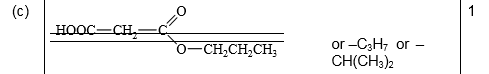 (c)
O
HOOC—CH2—C
O—CH2CH2CH3
or –C3H7 or –
CH(CH3)2
1